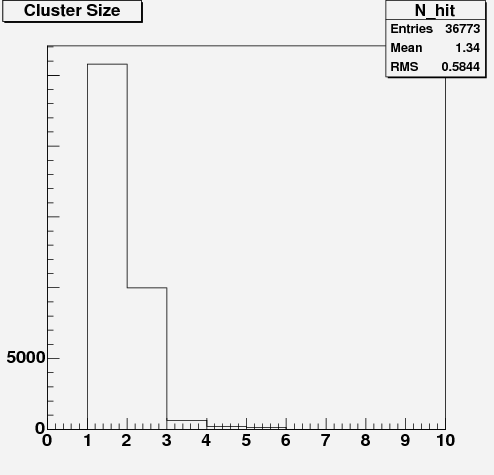 Cluster Size
N_hit
Entries 36773
Mean 1.34
RMS 0.5844
5000
0
0 1 2 3 4 5 6 7 8 9 10